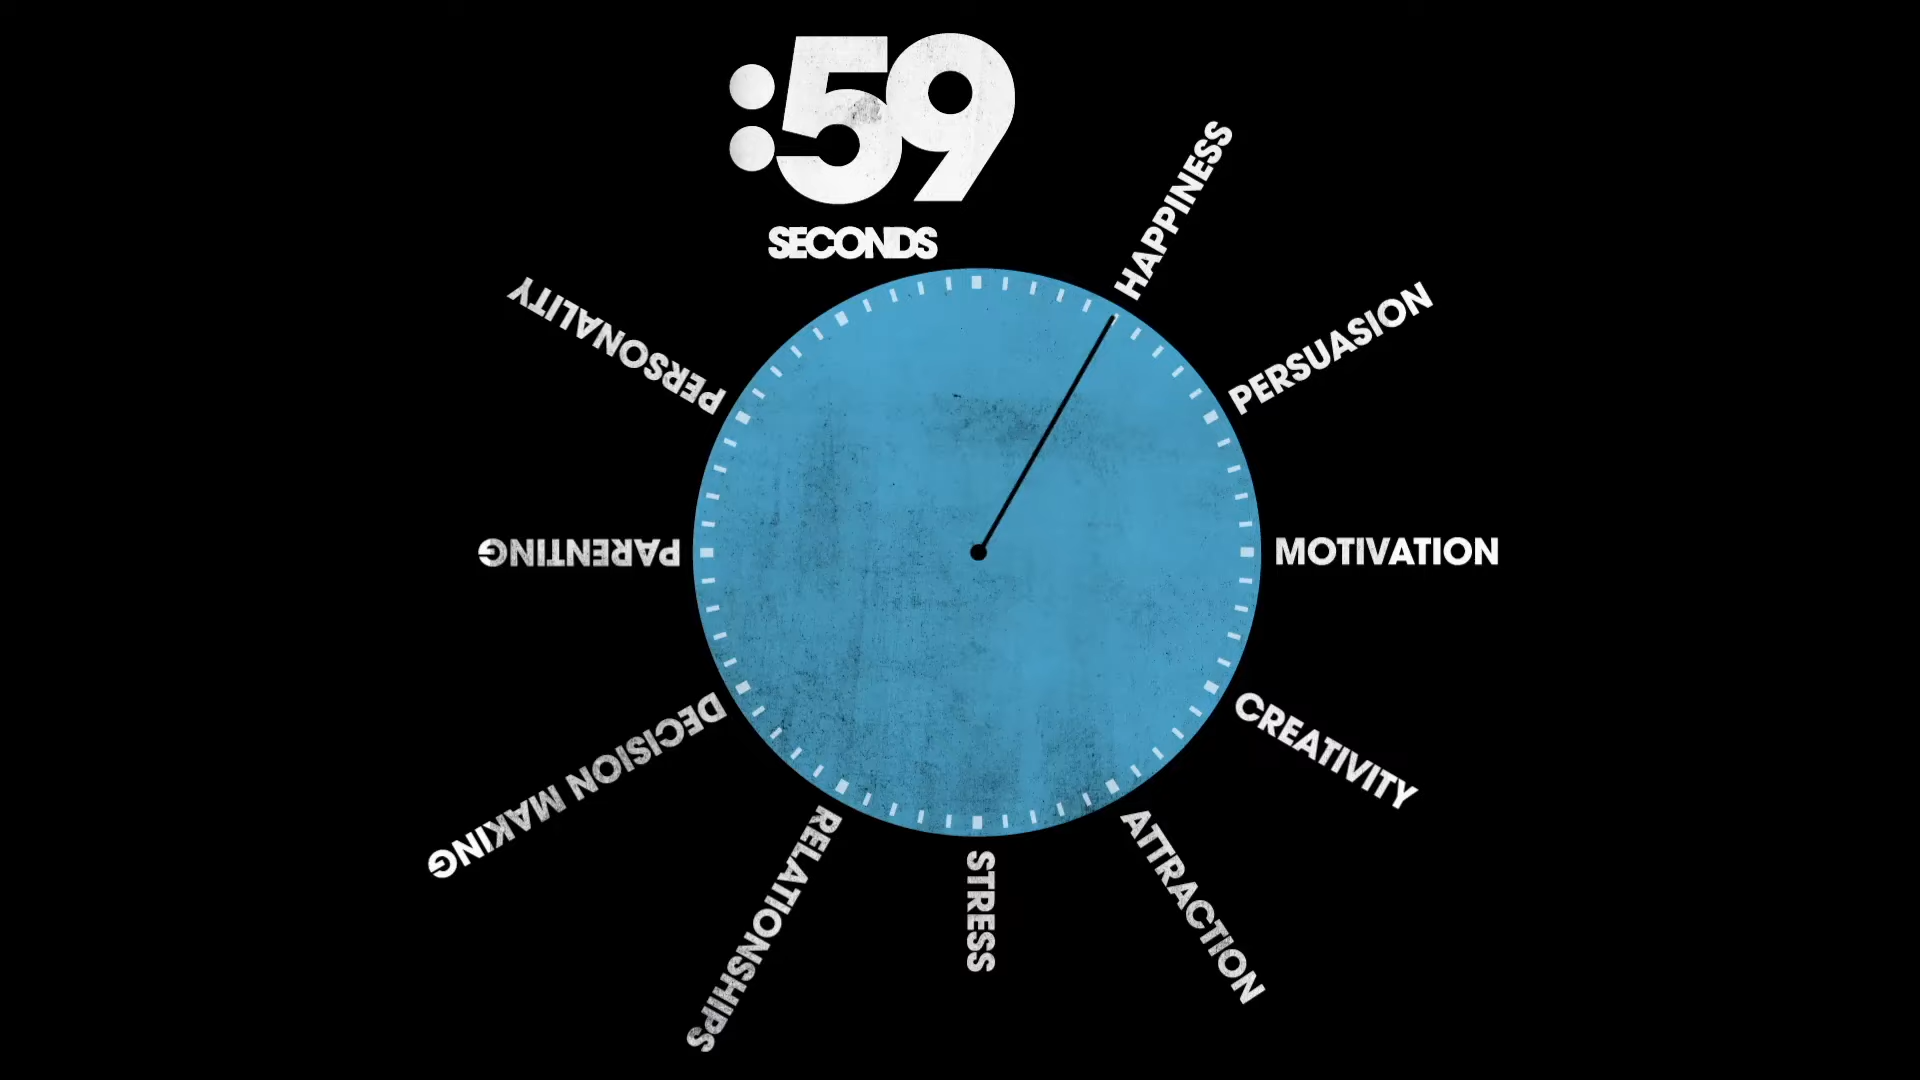 :59
SECONDS
HAPPINESS
PERSUASION
MOTIVATION
CREATIVITY
ATTRACTION
STRESS
RELATIONSHIPS
DECISION MAKING
PARENTING
PERSONALITY